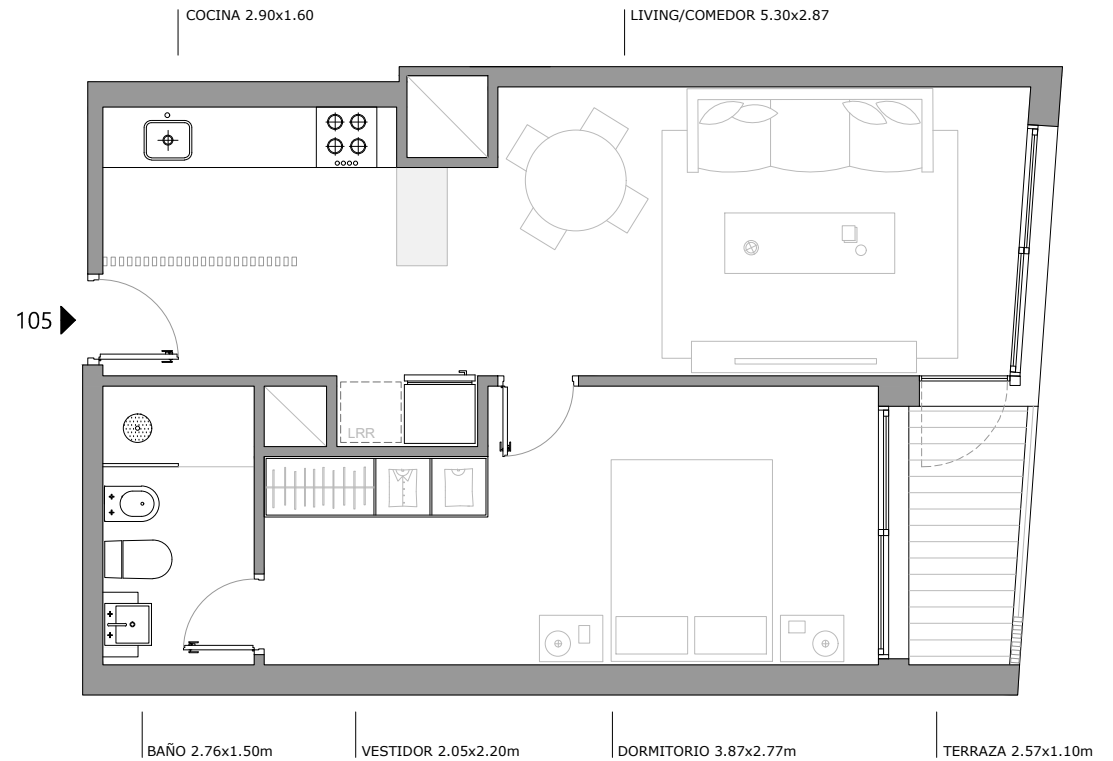 COCINA 2.90x1.60
LIVING/COMEDOR 5.30x2.87
105
LRR
BAÑO 2.76x1.50m
VESTIDOR 2.05x2.20m
DORMITORIO 3.87x2.77m
TERRAZA 2.57x1.10m